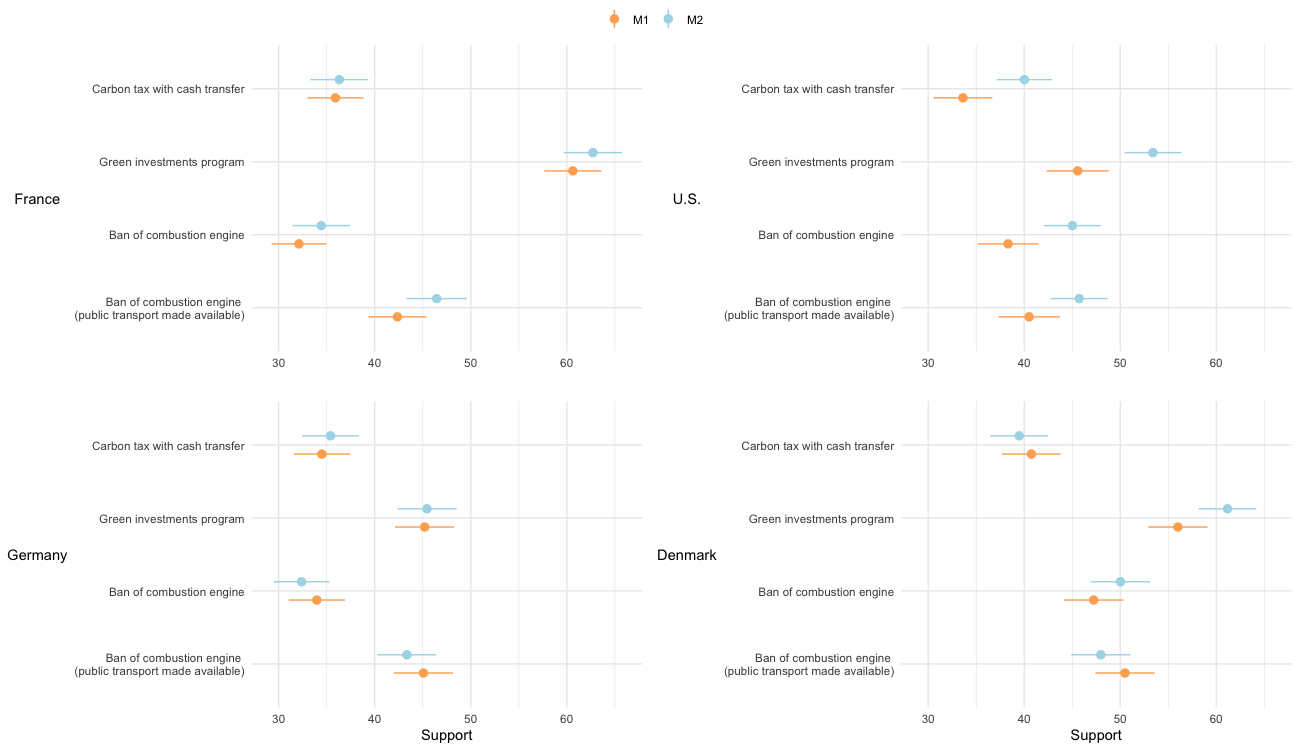 M1 M2
Carbon tax with cash transfer
Green investments program
France
Ban of combustion engine
Ban of combustion engine
(public transport made available)
30 40 50 60
Carbon tax with cash transfer
Green investments program
U.S.
Ban of combustion engine
Ban of combustion engine
(public transport made available)
30 40 50 60
Carbon tax with cash transfer
Green investments program
Germany
Ban of combustion engine
Ban of combustion engine
(public transport made available)
30 40 50 60
Support
Carbon tax with cash transfer
Green investments program
Denmark
Ban of combustion engine
Ban of combustion engine
(public transport made available)
30 40 50 60
Support